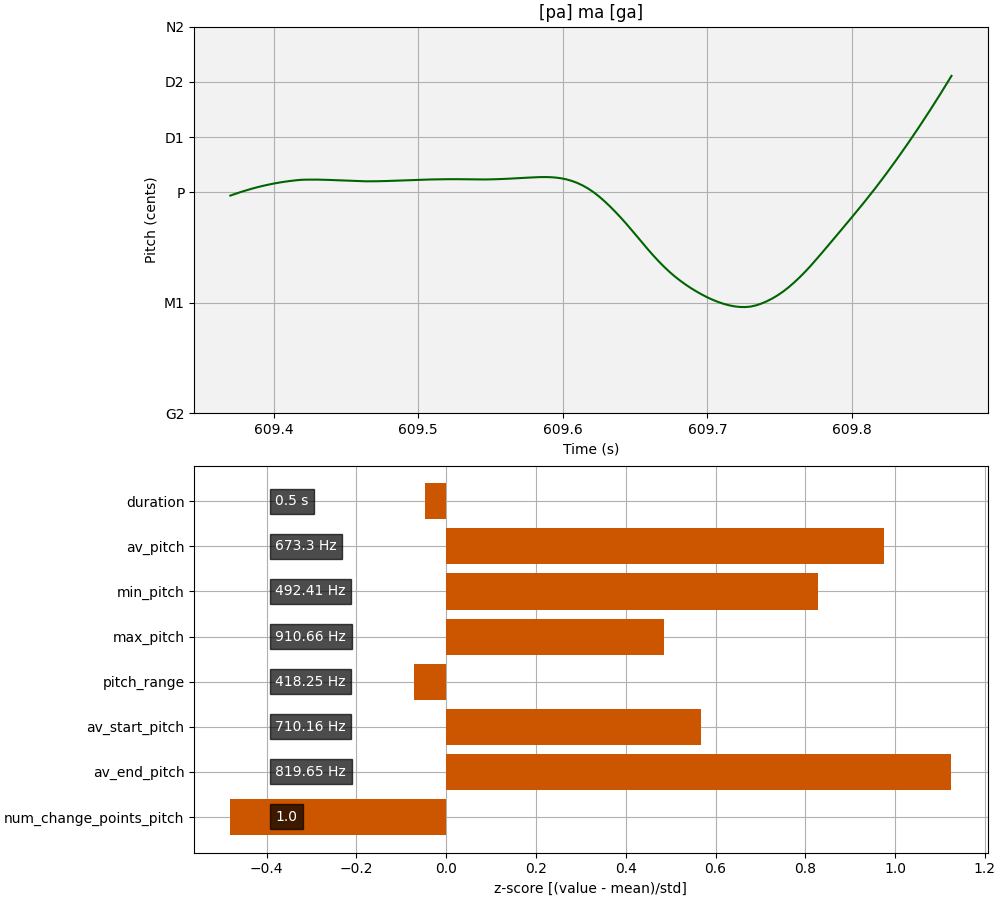 [pa] ma [ga]
N2
D2
D1
P
M1
G2
Pitch (cents)
609.4 609.5 609.6 609.7 609.8
Time (s)
duration 0.5 s
av_pitch 673.3 Hz
min_pitch 492.41 Hz
max_pitch 910.66 Hz
pitch_range 418.25 Hz
av_start_pitch 710.16 Hz
av_end_pitch 819.65 Hz
num_change_points_pitch 1.0
−0.4 −0.2 0.0 0.2 0.4 0.6 0.8 1.0 1.2
z-score [(value - mean)/std]